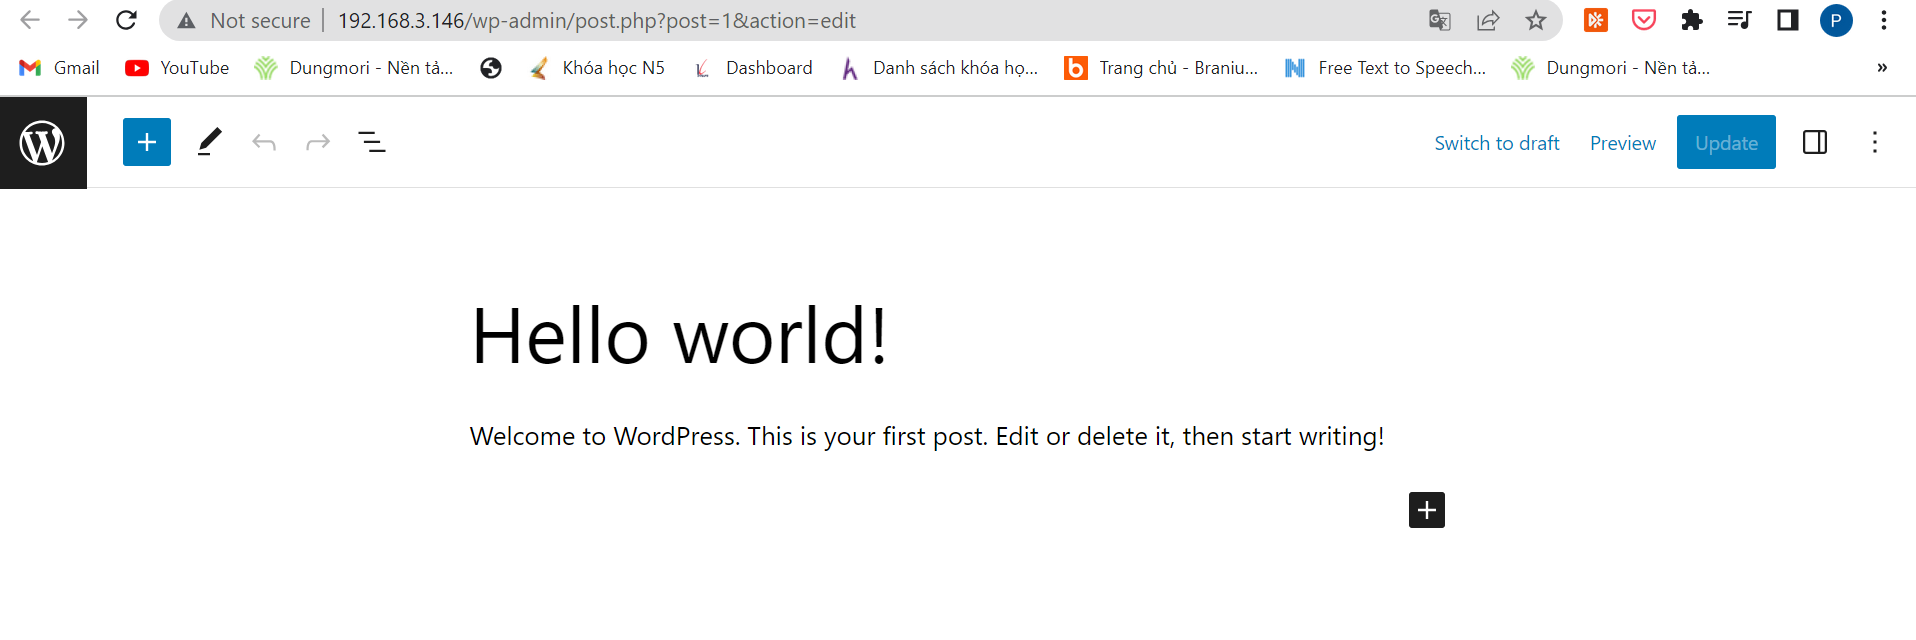 Not secure 192.168.3.146/wp-admin/post.php?post=1&action=edit P
Gmail YouTube Dungmori - Nền tả... Khóa học N5 Dashboard Danh sách khóa họ... Trang chủ - Braniu... Free Text to Speech... Dungmori - Nền tả... »
Switch to draft Preview Update
Hello world!
Welcome to WordPress. This is your first post. Edit or delete it, then start writing!